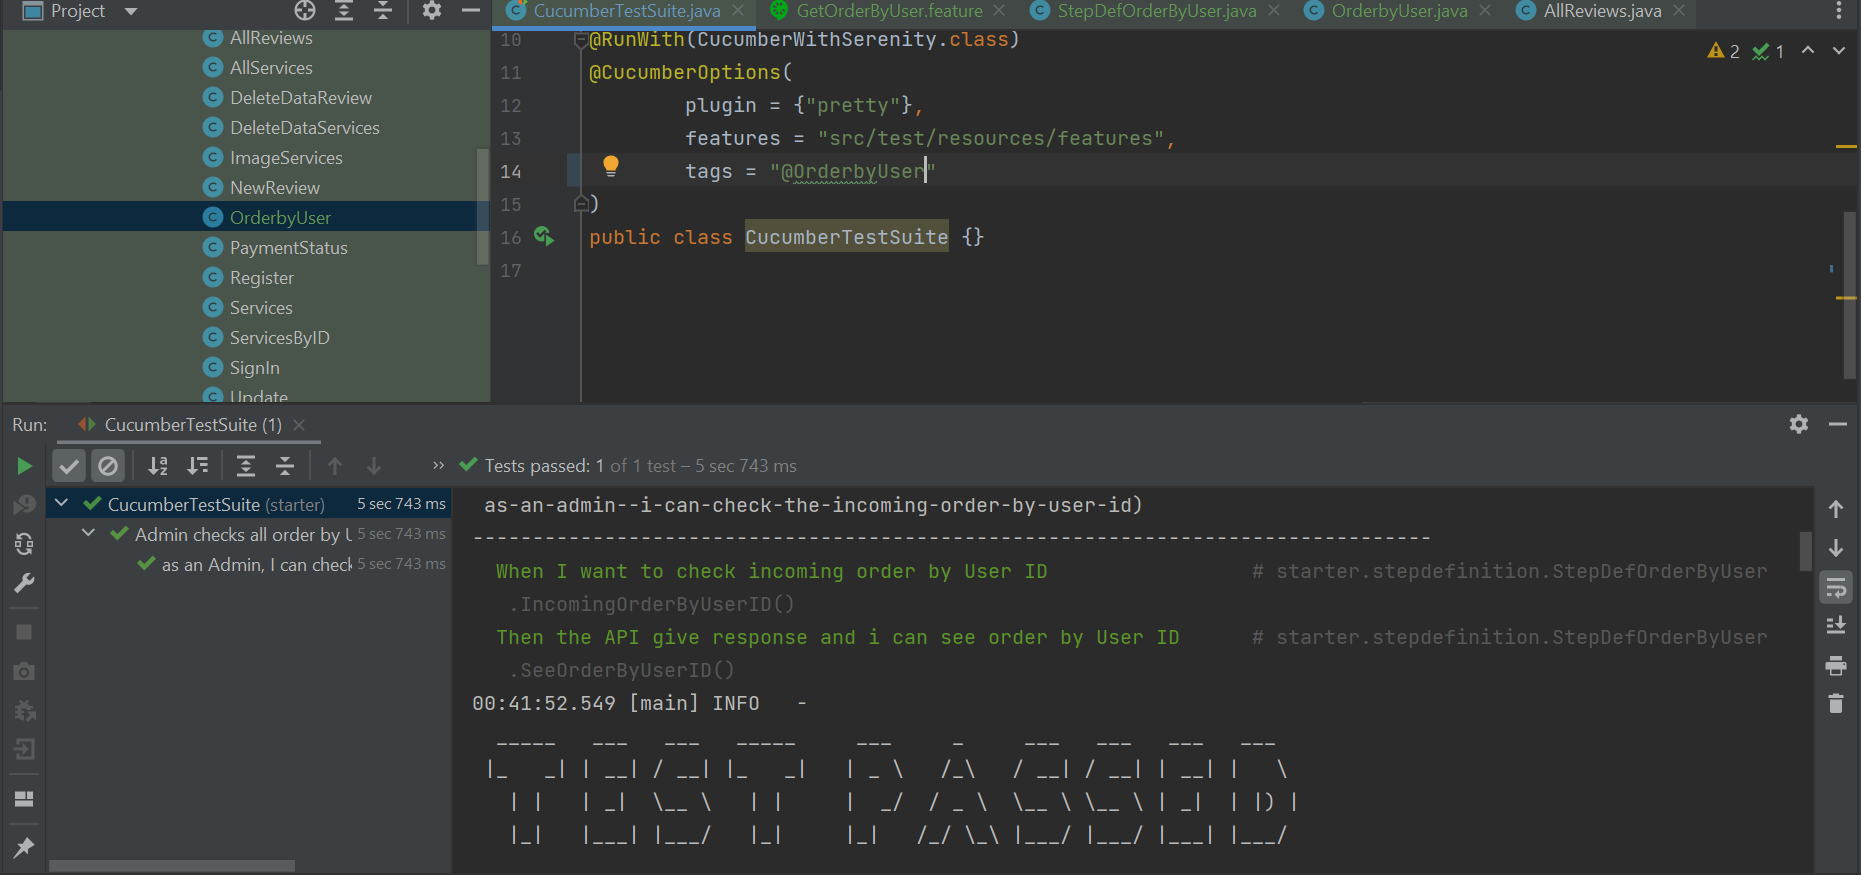 Project
CucumberTestSuite.java
GetOrderByUser.feature
StepDefOrderByUser.java
OrderbyUser.java
AllReviews.java
AllReviews
AllServices
DeleteDataReview
DeleteDataServices
ImageServices
NewReview
OrderbyUser
PaymentStatus
Register
Services
ServicesByID
SignIn
Update
10 @RunWith(CucumberWithSerenity.class)
11 @CucumberOptions(
12 plugin = {"pretty"},
13 features = "src/test/resources/features",
14 tags = "@OrderbyUser"
15 )
16 public class CucumberTestSuite {}
17
2 1
Run: CucumberTestSuite (1)
Tests passed: 1 of 1 test – 5 sec 743 ms
CucumberTestSuite (starter) 5 sec 743 ms
Admin checks all order by U 5 sec 743 ms
as an Admin, I can check 5 sec 743 ms
as-an-admin--i-can-check-the-incoming-order-by-user-id)
--------------------------------------------------------------------------------
When I want to check incoming order by User ID # starter.stepdefinition.StepDefOrderByUser
.IncomingOrderByUserID()
Then the API give response and i can see order by User ID # starter.stepdefinition.StepDefOrderByUser
.SeeOrderByUserID()
00:41:52.549 [main] INFO -
TEST PASSED